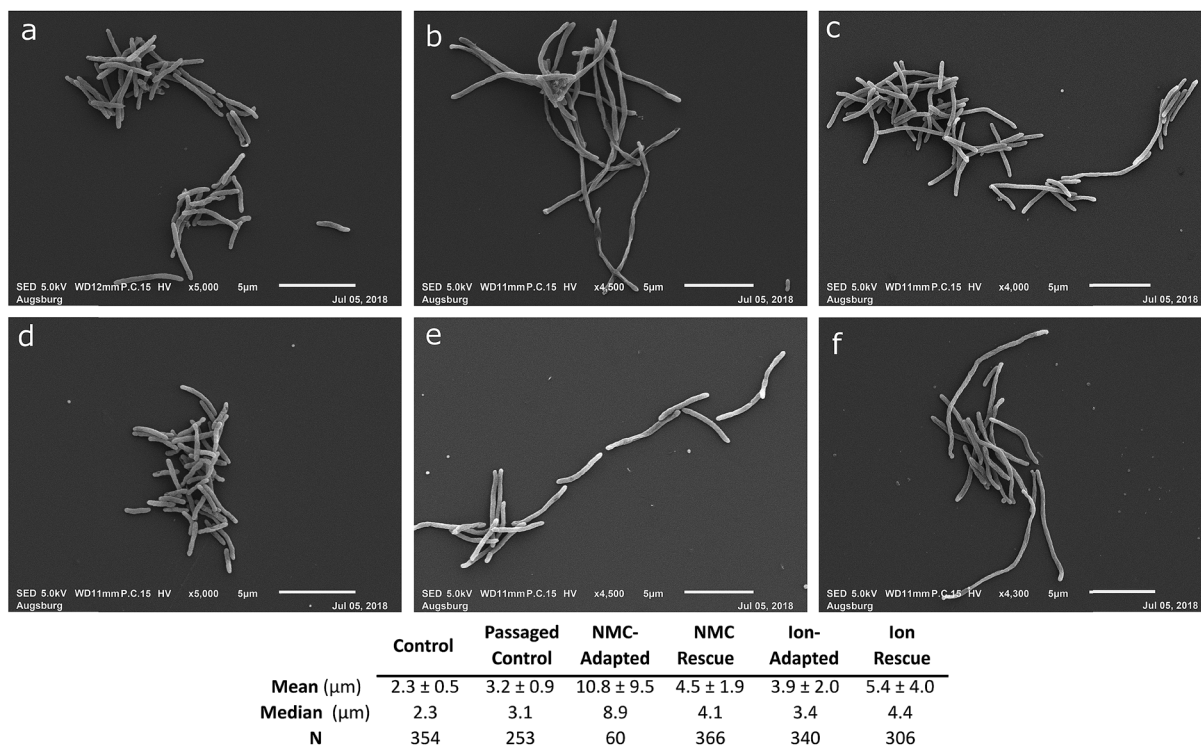 a
SED 5.0kV WD12mmP.C.15 HV x5,000 5µm
Augsburg Jul 05, 2018
b
SED 5.0kV WD11mmP.C.15 HV x4,500 5µm
Augsburg Jul 05, 2018
c
SED 5.0kV WD11mmP.C.15 HV x4,000 5µm
Augsburg Jul 05, 2018
d
SED 5.0kV WD11mmP.C.15 HV x5,000 5µm
Augsburg Jul 05, 2018
e
SED 5.0kV WD11mmP.C.15 HV x4,500 5µm
Augsburg Jul 05, 2018
f
SED 5.0kV WD11mmP.C.15 HV x4,300 5µm
Augsburg Jul 05, 2018
Control Passaged Control NMC-Adapted NMC Rescue Ion-Adapted Ion Rescue
Mean (µm) 2.3 ± 0.5 3.2 ± 0.9 10.8 ± 9.5 4.5 ± 1.9 3.9 ± 2.0 5.4 ± 4.0
Median (µm) 2.3 3.1 8.9 4.1 3.4 4.4
N 354 253 60 366 340 306